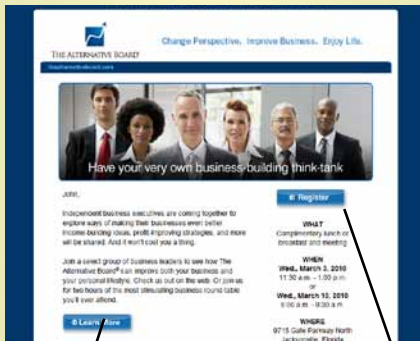 THE ALTERNATIVE BOARD®
Change Perspective. Improve Business. Enjoy Life.
thealternativeboard.com
Have your very own business-building think-tank
John,
Independent business executives are coming together to
explore ways of making their businesses even better.
Income-building ideas, profit improving strategies, and more
will be shared. And it won't cost you a thing.
Join a select group of business leaders to see how The
Alternative Board® can improve both your business and
your personal lifestyle. Check us out on the web. Or join us
for two hours of the most stimulating business round table
you'll ever attend.
Learn More
Register
WHAT
Complimentary lunch or
breakfast and meeting
WHEN
Wed., March 3, 2010
11:30 a.m. - 1:00 p.m.
or
Wed., March 10, 2010
8:00 a.m. - 9:30 a.m.
WHERE
9715 Gate Parkway North
Jacksonville, Florida